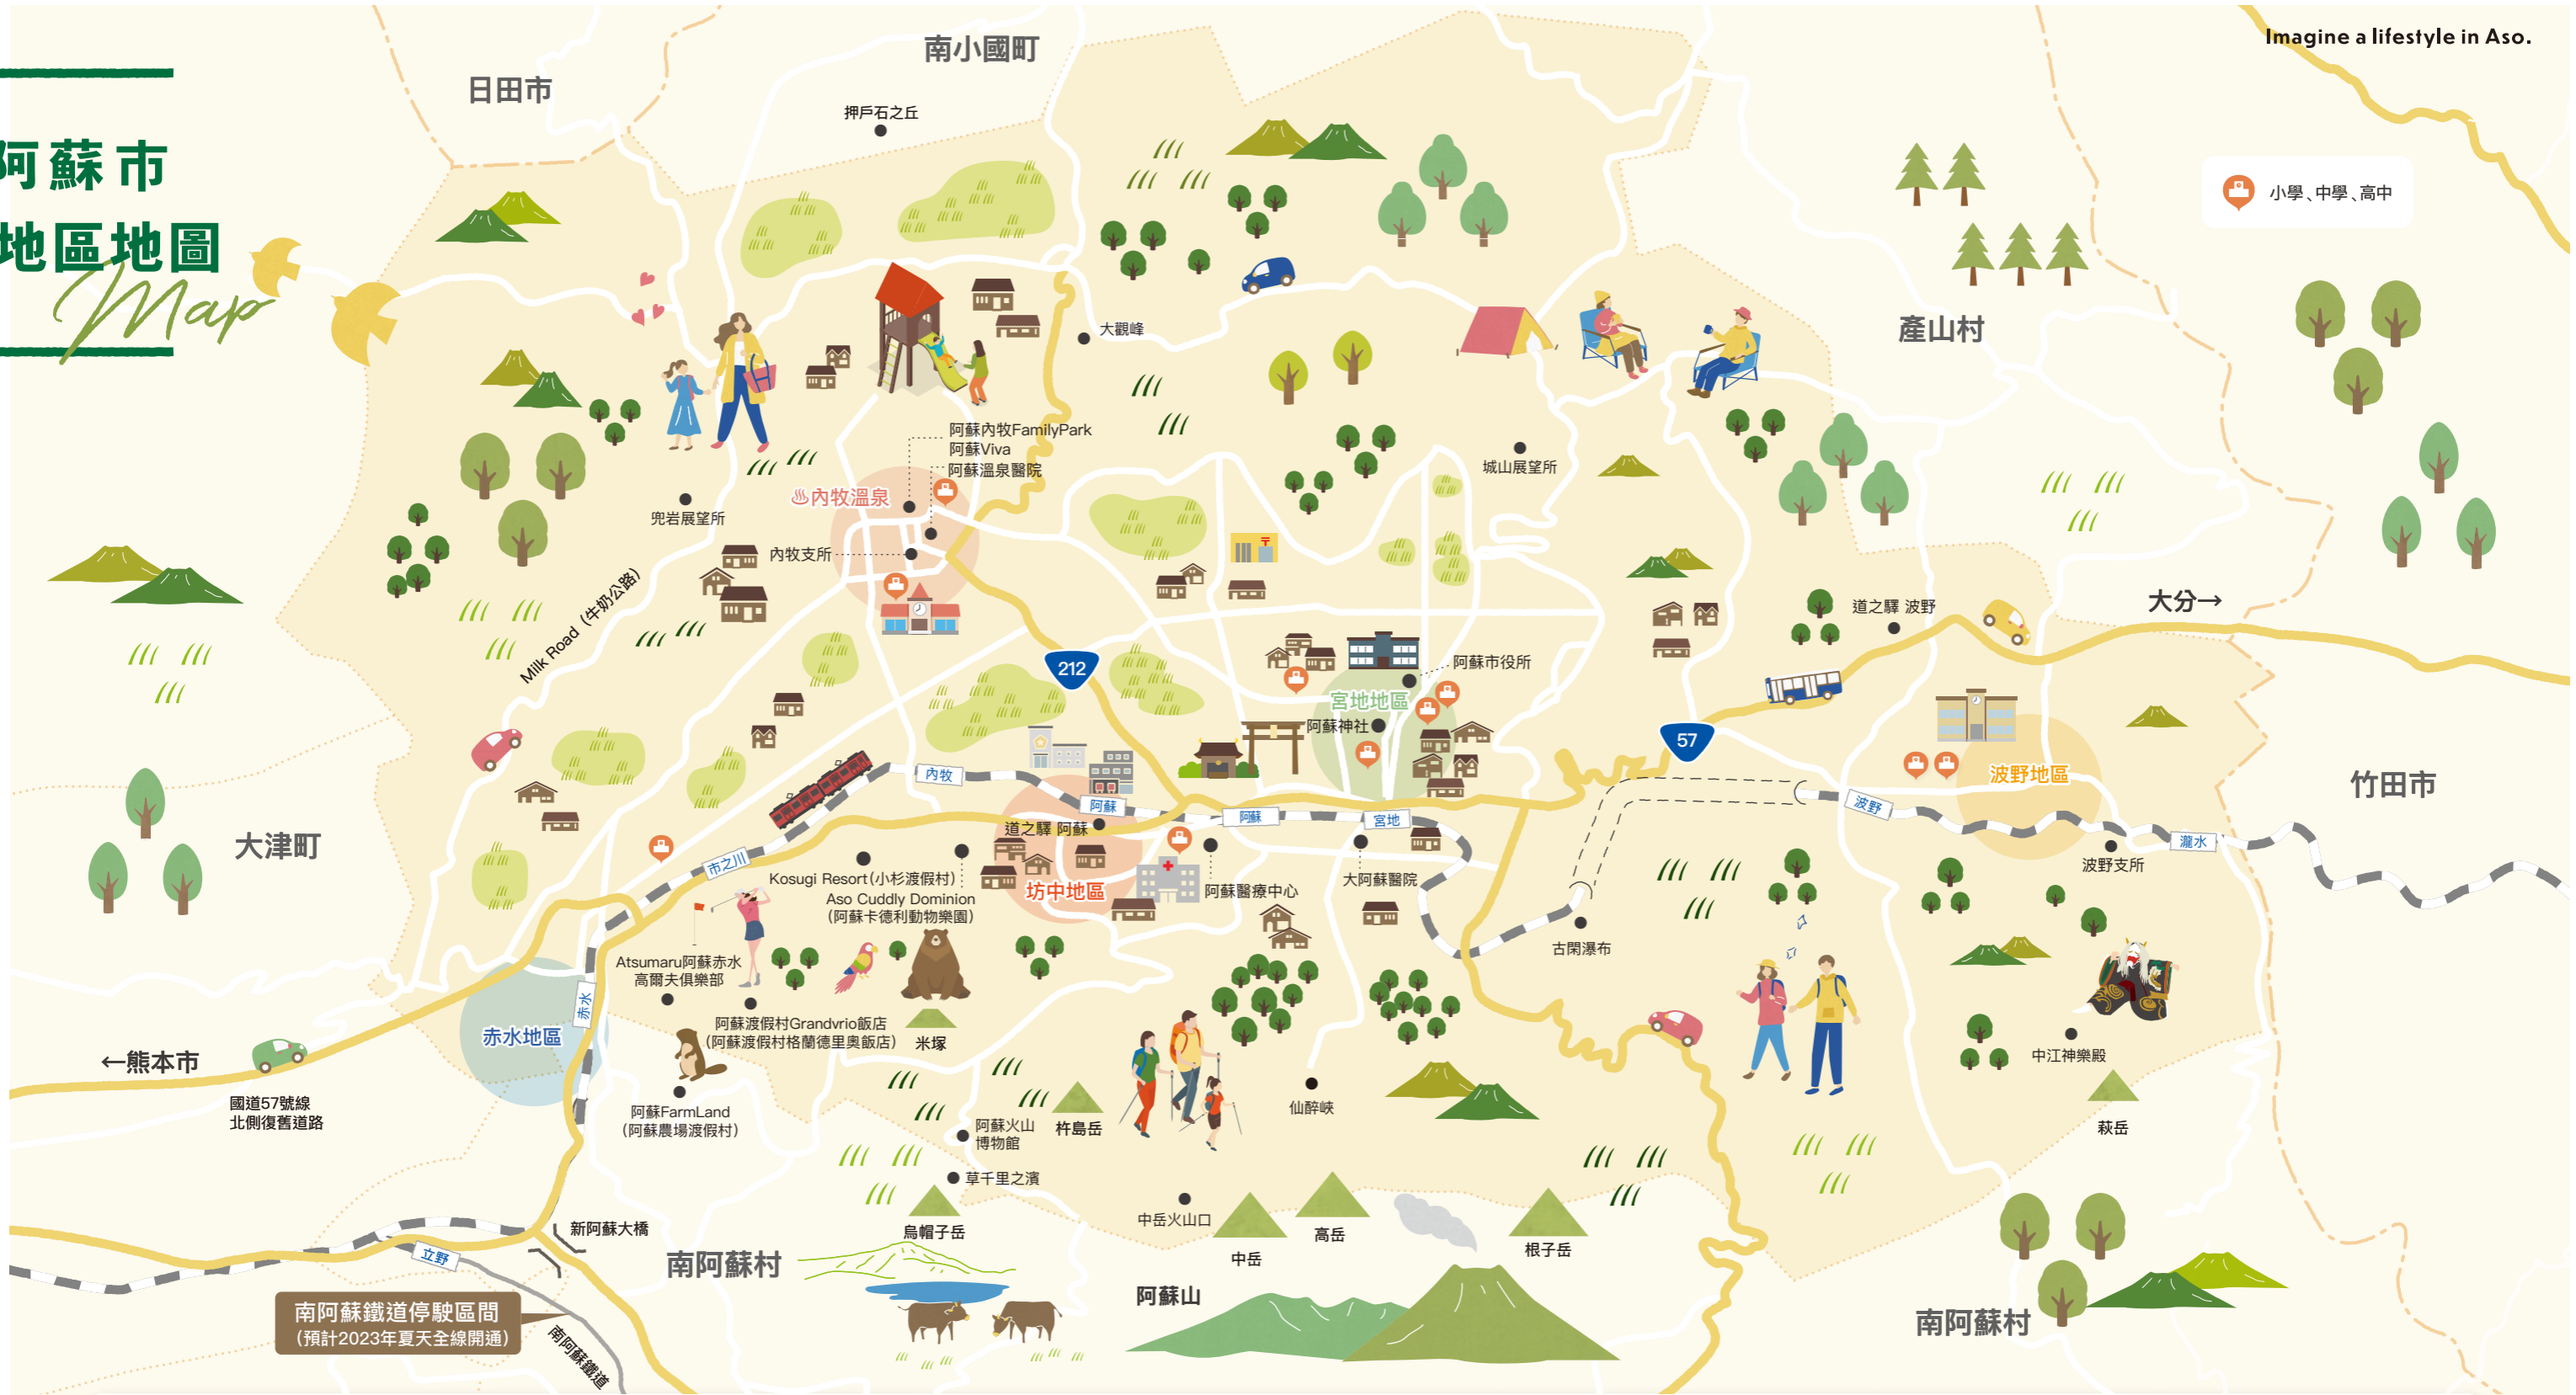 阿蘇市
地區地圖
Map
Imagine a lifestyle in Aso.
小學、中學、高中
日田市
南小國町
押戶石之丘
產山村
大觀峰
阿蘇內牧FamilyPark
阿蘇Viva
阿蘇溫泉醫院
內牧溫泉
兜岩展望所
內牧支所
城山展望所
Milk Road (牛奶公路)
道之驛 波野
大分→
212
阿蘇市役所
宮地地區
阿蘇神社
57
波野地區
竹田市
大津町
內牧
阿蘇
道之驛 阿蘇
阿蘇
宮地
波野
瀧水
波野支所
市之川
Kosugi Resort(小杉渡假村)
Aso Cuddly Dominion
(阿蘇卡德利動物樂園)
坊中地區
阿蘇醫療中心
大阿蘇醫院
古閑瀑布
Atsumaru阿蘇赤水
高爾夫俱樂部
赤水
赤水地區
阿蘇渡假村Grandvrio飯店
(阿蘇渡假村格蘭德里奧飯店)
米塚
←熊本市
國道57號線
北側復舊道路
阿蘇FarmLand
(阿蘇農場渡假村)
阿蘇火山
博物館
杵島岳
仙醉峽
中江神樂殿
萩岳
草千里之濱
烏帽子岳
中岳火山口
中岳
高岳
根子岳
新阿蘇大橋
立野
南阿蘇村
阿蘇山
南阿蘇村
南阿蘇鐵道停駛區間
(預計2023年夏天全線開通)
南阿蘇鐵道